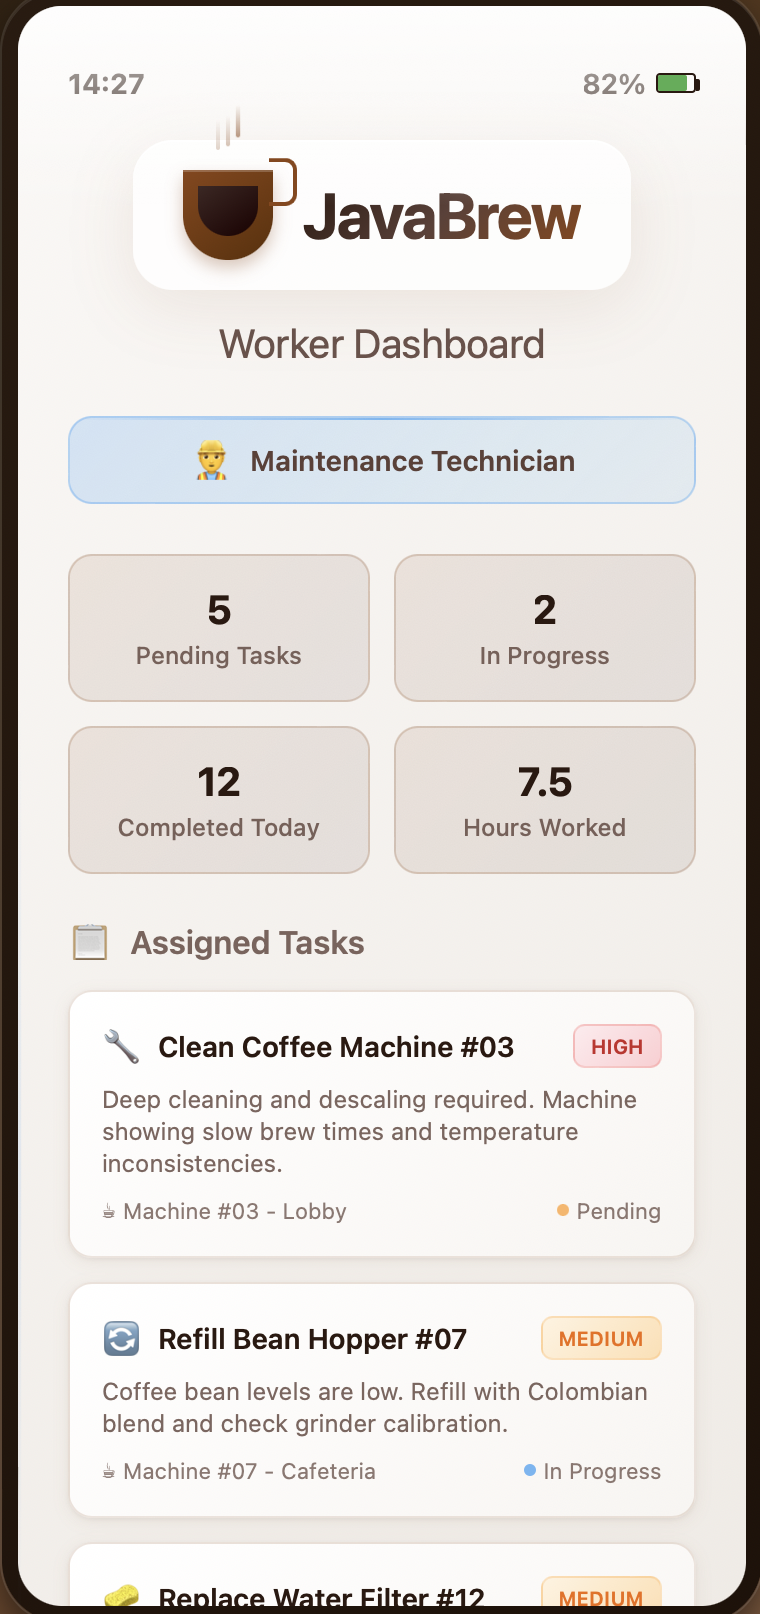 14:27
82%
JavaBrew
Worker Dashboard
Maintenance Technician
5
Pending Tasks
2
In Progress
12
Completed Today
7.5
Hours Worked
Assigned Tasks
Clean Coffee Machine #03
HIGH
Deep cleaning and descaling required. Machine
showing slow brew times and temperature
inconsistencies.
Machine #03 - Lobby
Pending
Refill Bean Hopper #07
MEDIUM
Coffee bean levels are low. Refill with Colombian
blend and check grinder calibration.
Machine #07 - Cafeteria
In Progress
Replace Water Filter #12
MEDIUM